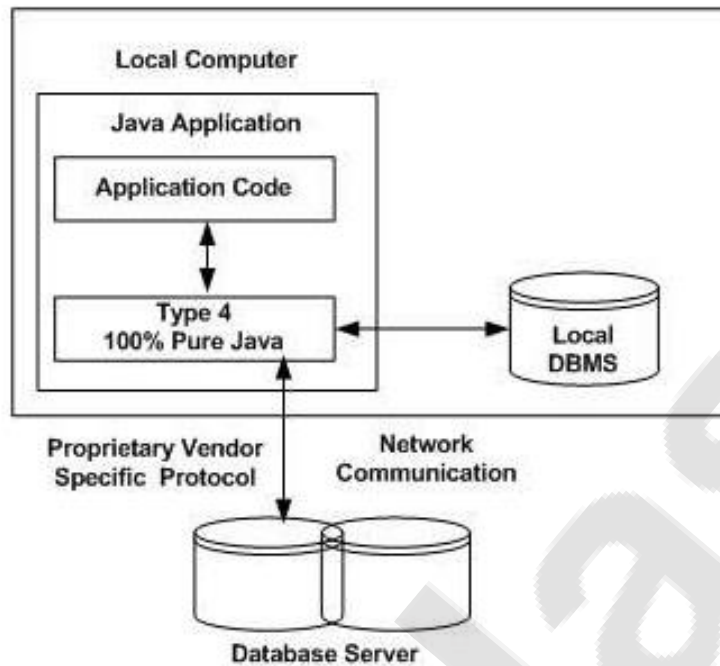 Local Computer
Java Application
Application Code
Type 4
100% Pure Java
Local
DBMS
Proprietary Vendor
Specific Protocol
Network
Communication
Database Server